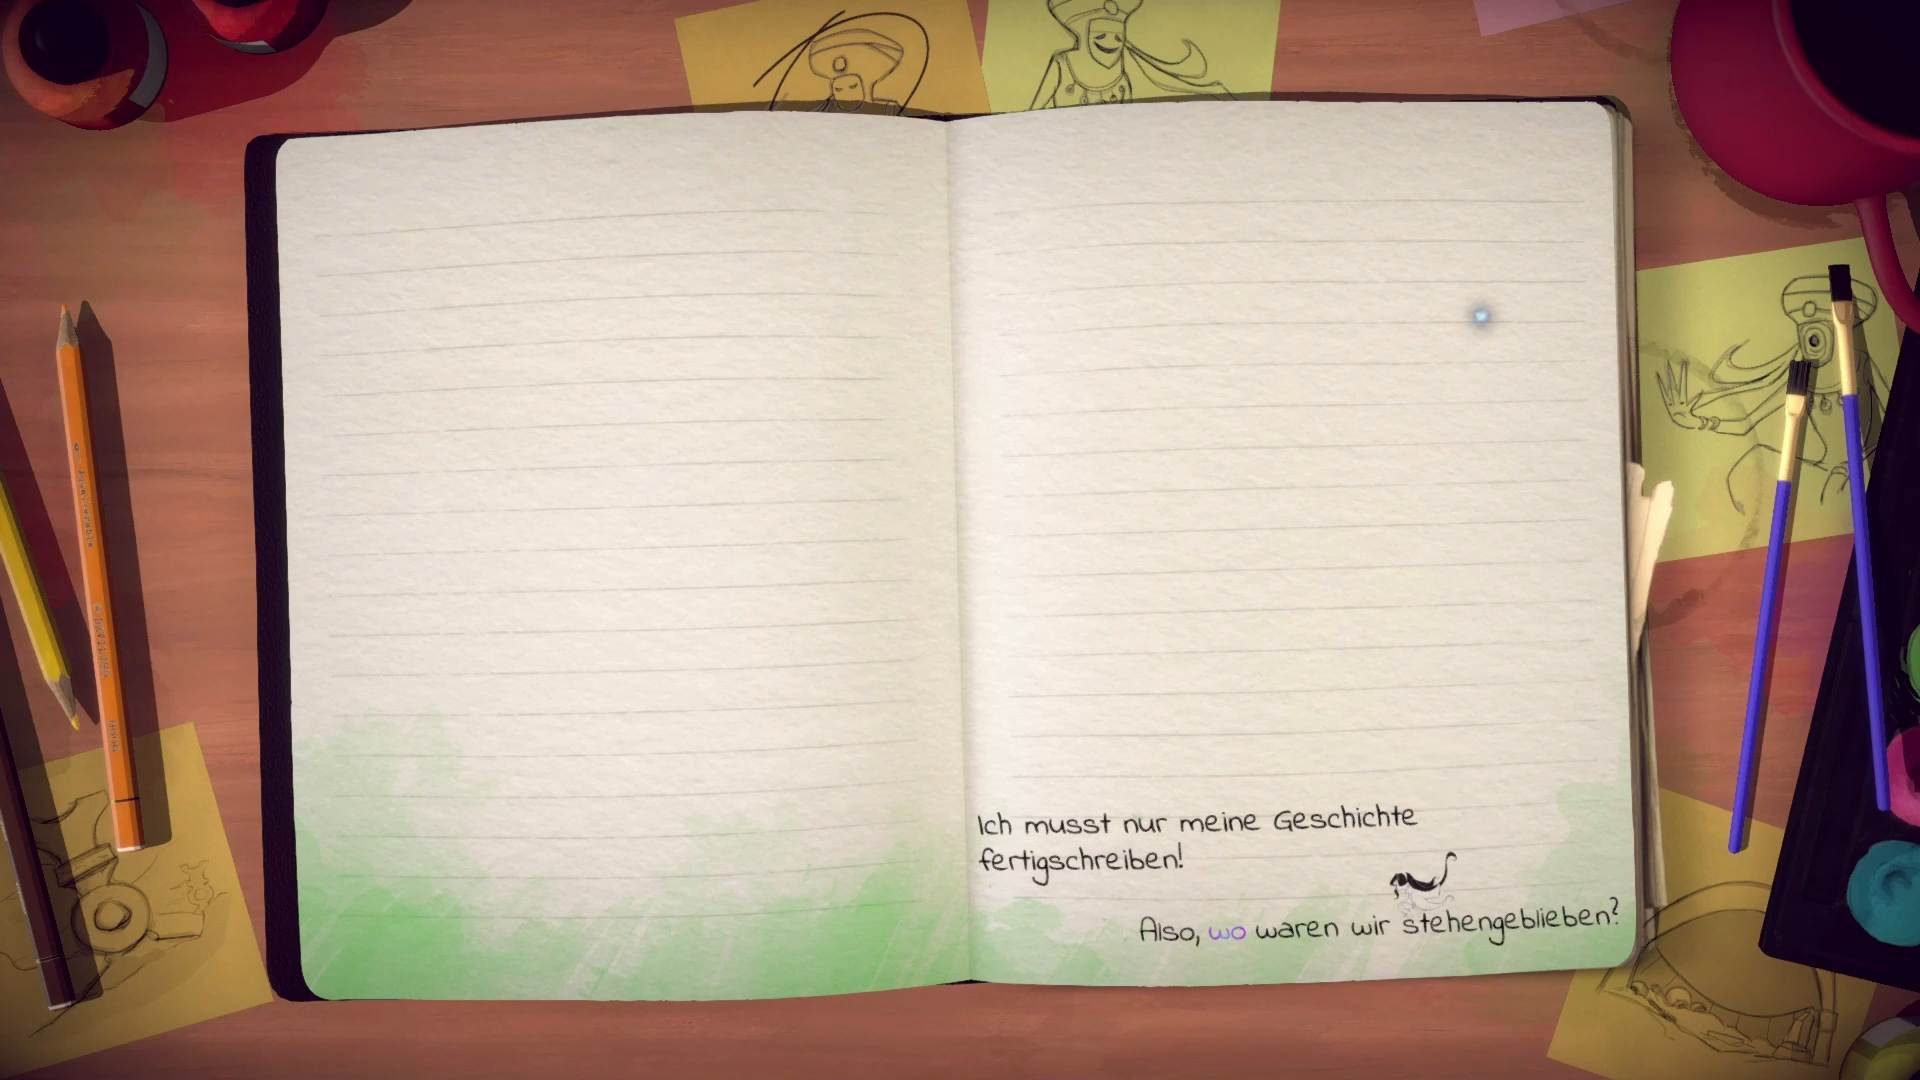 Ich musst nur meine Geschichte
fertigschreiben!
Also, wo waren wir stehengeblieben?